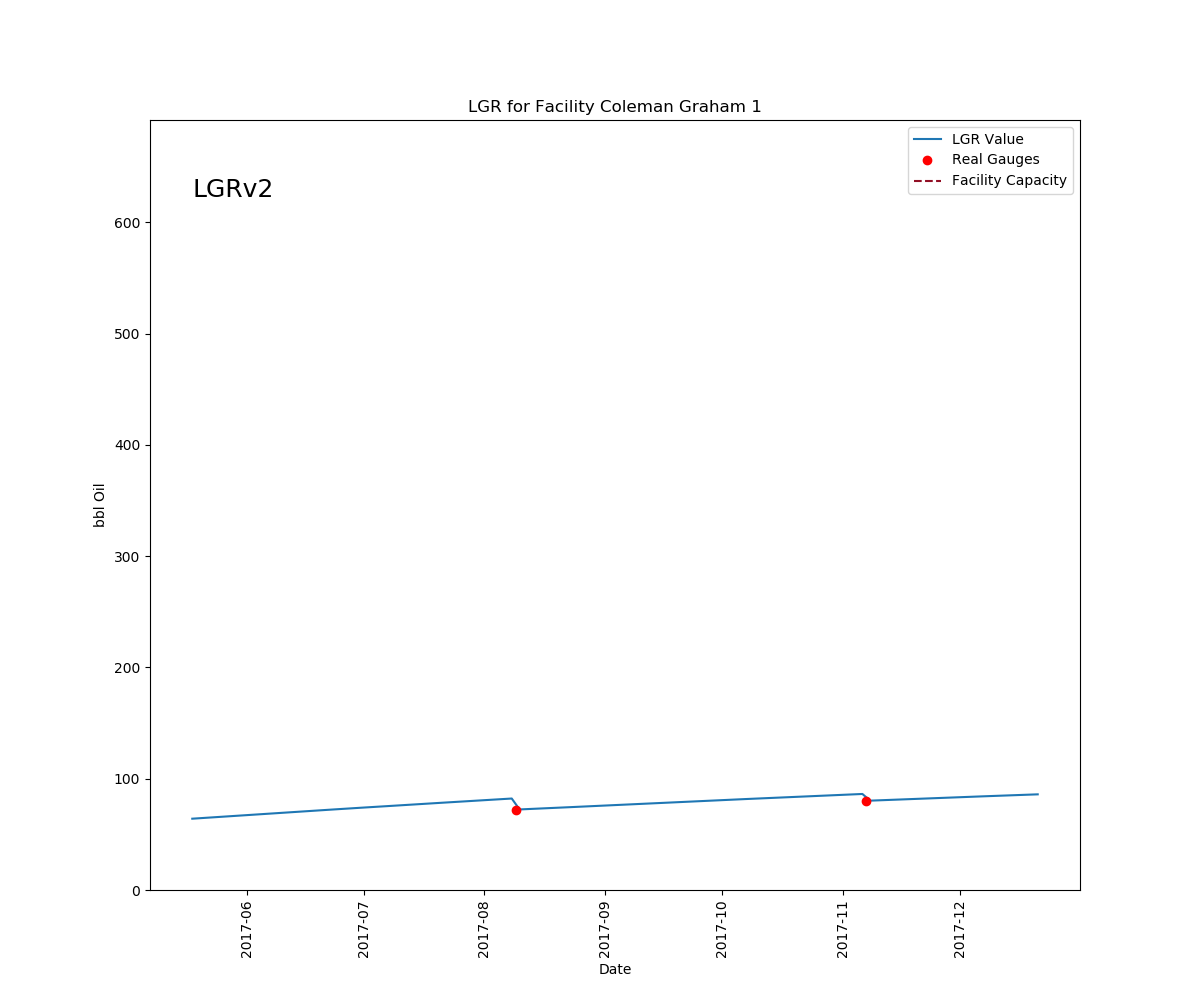 LGR for Facility Coleman Graham 1
LGRv2
LGR Value
Real Gauges
Facility Capacity
600
500
400
300
200
100
0
bbl Oil
2017-06
2017-07
2017-08
2017-09
2017-10
2017-11
2017-12
Date